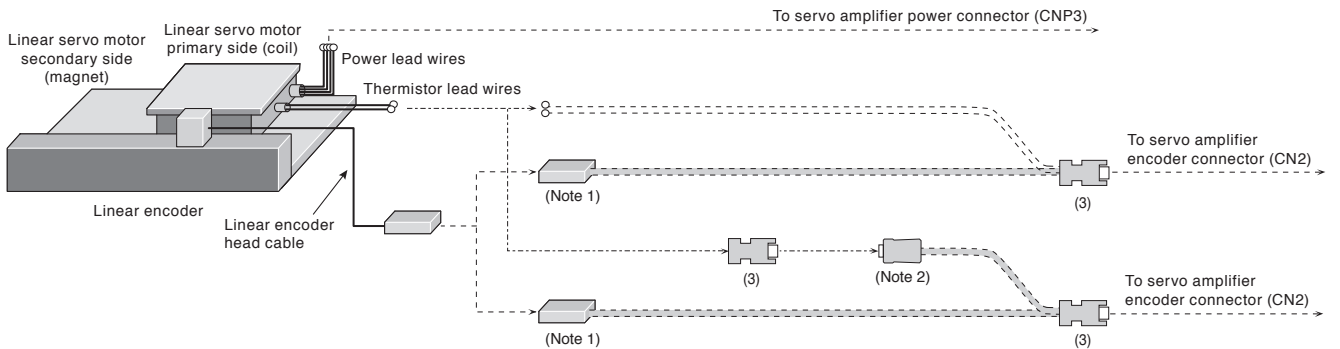 To servo amplifier power connector (CNP3)
Linear servo motor
secondary side
(magnet)
Linear servo motor
primary side (coil)
Power lead wires
Thermistor lead wires
To servo amplifier
encoder connector (CN2)
(Note 1)
(3)
Linear encoder
Linear encoder
head cable
(3)
(Note 2)
To servo amplifier
encoder connector (CN2)
(Note 1)
(3)